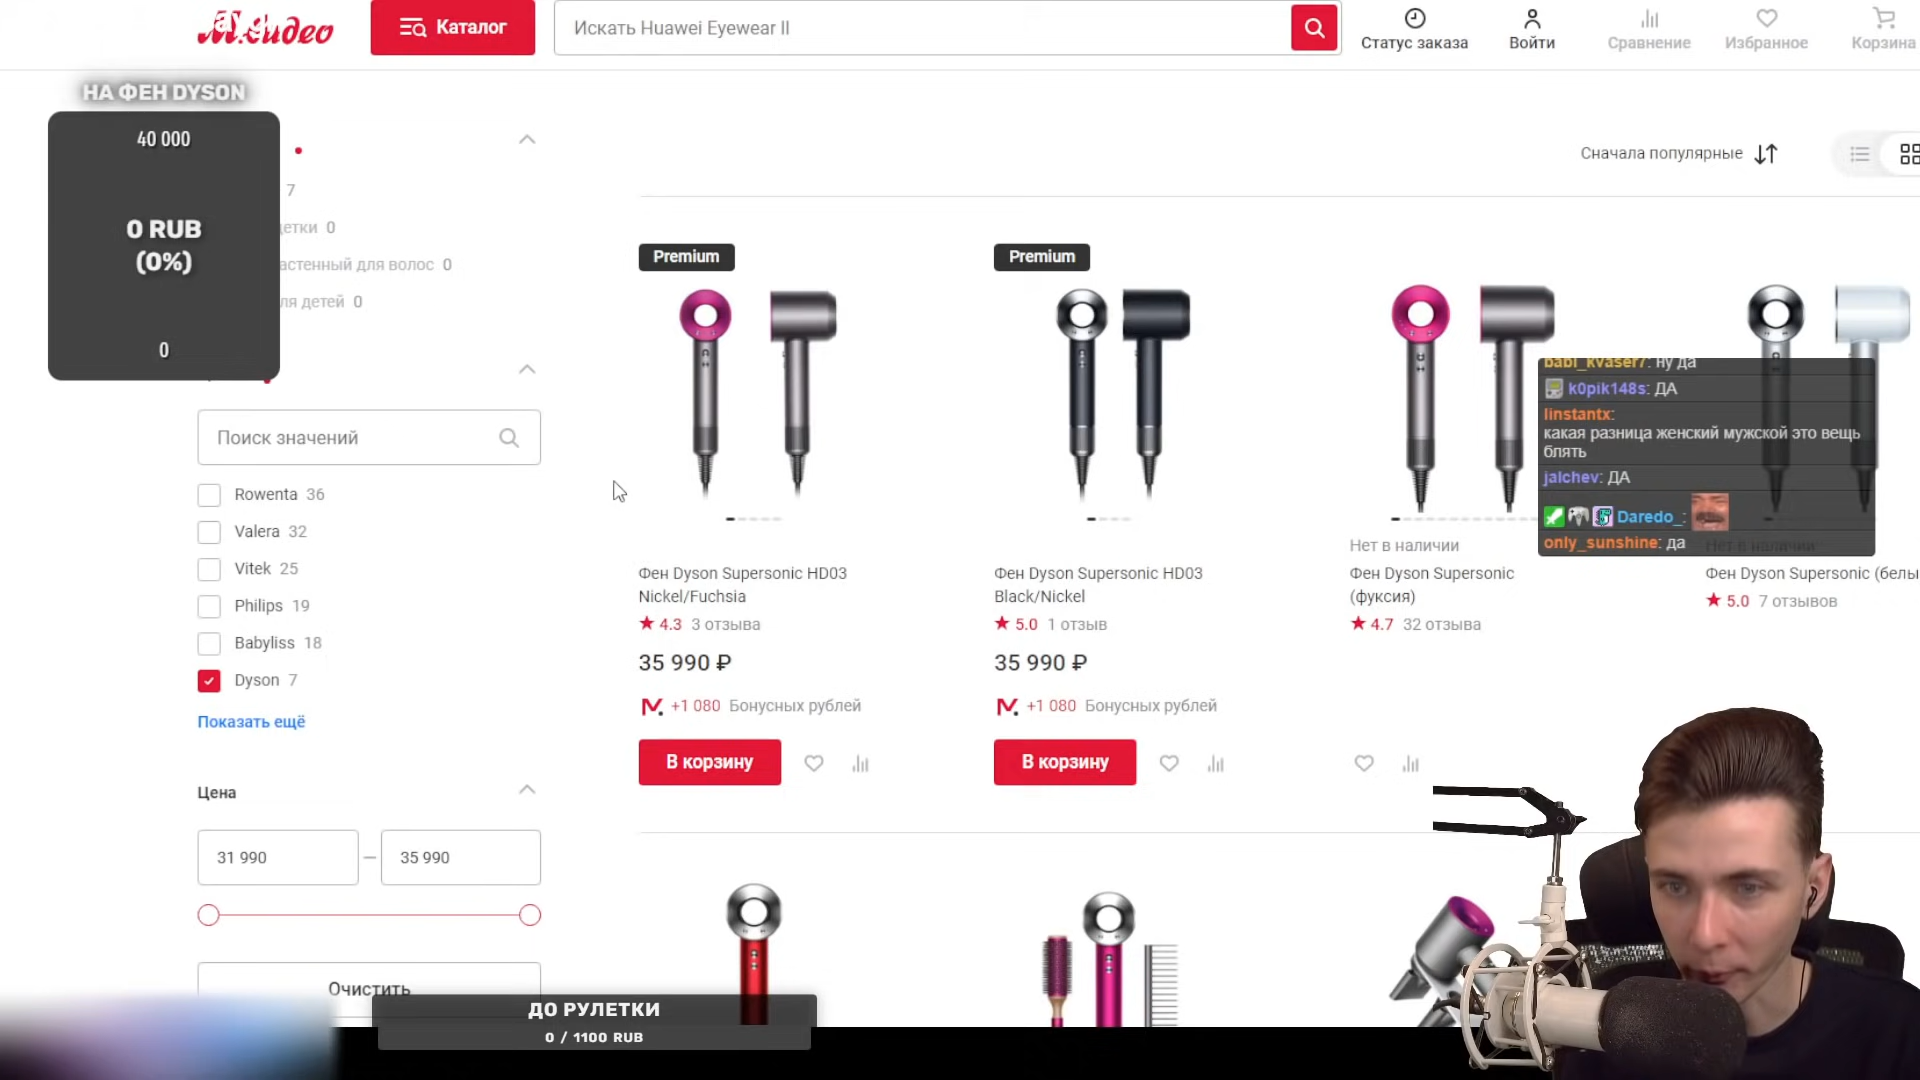 М.видео
Каталог
Искать Huawei Eyewear II
Статус заказа
Войти
Сравнение
Избранное
Корзина
НА ФЕН DYSON
40 000
0 RUB
(0%)
0
7
0
астенный для волос 0
ля детей 0
Сначала популярные
Поиск значений
Rowenta 36
Valera 32
Vitek 25
Philips 19
Babyliss 18
Dyson 7
Показать ещё
Цена
31 990
–
35 990
Очистить
Premium
Фен Dyson Supersonic HD03
Nickel/Fuchsia
4.3 3 отзыва
35 990 ₽
+1 080 Бонусных рублей
В корзину
Premium
Фен Dyson Supersonic HD03
Black/Nickel
5.0 1 отзыв
35 990 ₽
+1 080 Бонусных рублей
В корзину
Нет в наличии
Фен Dyson Supersonic
(фуксия)
4.7 32 отзыва
Нет в наличии
Фен Dyson Supersonic (белы
5.0 7 отзывов
babi_kvaser7: ну да
k0pik148s: ДА
linstantx:
какая разница женский мужской это вещь
блять
jalchev: ДА
Daredo_:
only_sunshine: да
ДО РУЛЕТКИ
0 / 1100 RUB